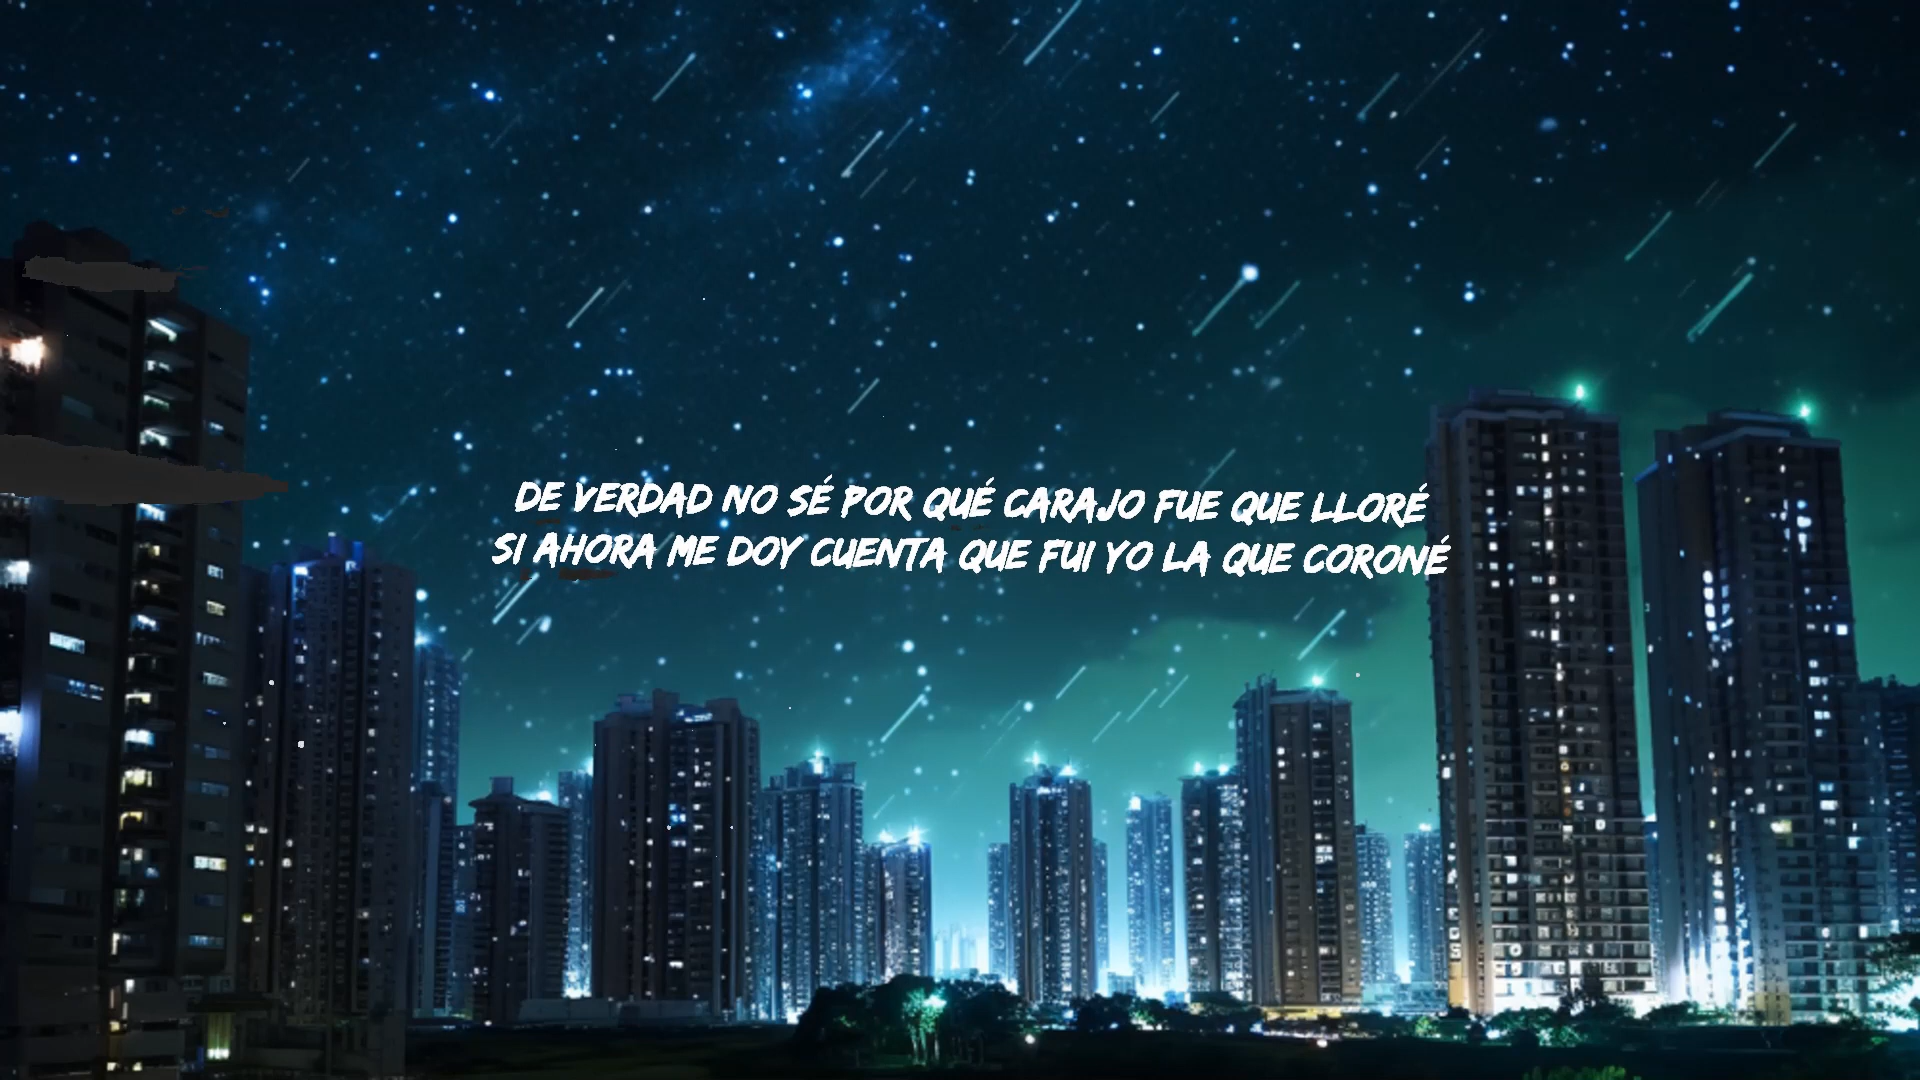 DE VERDAD NO SÉ POR QUÉ CARAJO FUE QUE LLORÉ
SI AHORA ME DOY CUENTA QUE FUI YO LA QUE CORONÉ